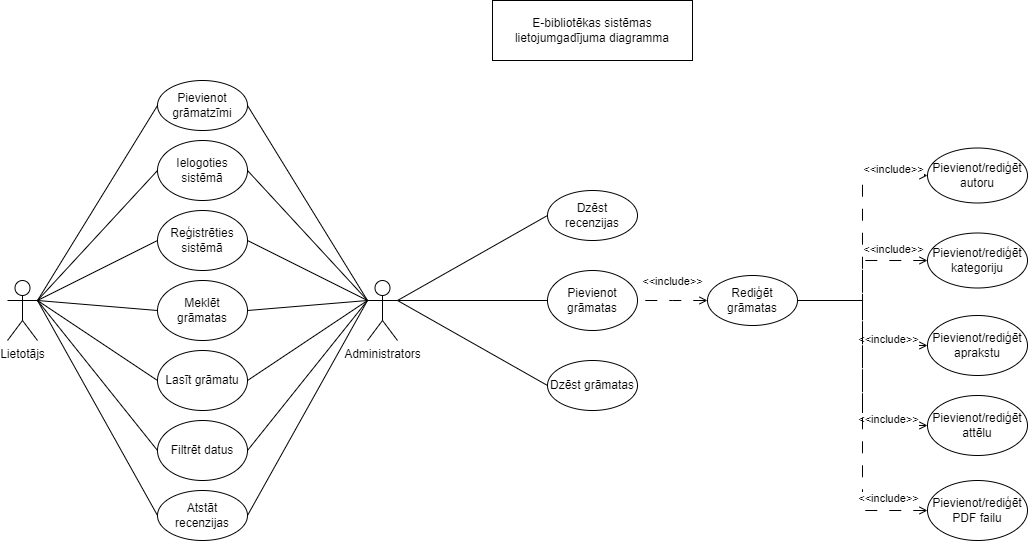 E-bibliotēkas sistēmas
lietojumgadījuma diagramma
Pievienot
grāmatzīmi
Ielogoties
sistēmā
Reģistrēties
sistēmā
Meklēt
grāmatas
Lasīt grāmatu
Filtrēt datus
Atstāt
recenzijas
Lietotājs
Administrators
Dzēst
recenzijas
Pievienot
grāmatas
Dzēst grāmatas
<<include>>
Rediģēt
grāmatas
<<include>>
Pievienot/rediģēt
autoru
<<include>>
Pievienot/rediģēt
kategoriju
<<include>>
Pievienot/rediģēt
aprakstu
<<include>>
Pievienot/rediģēt
attēlu
<<include>>
Pievienot/rediģēt
PDF failu